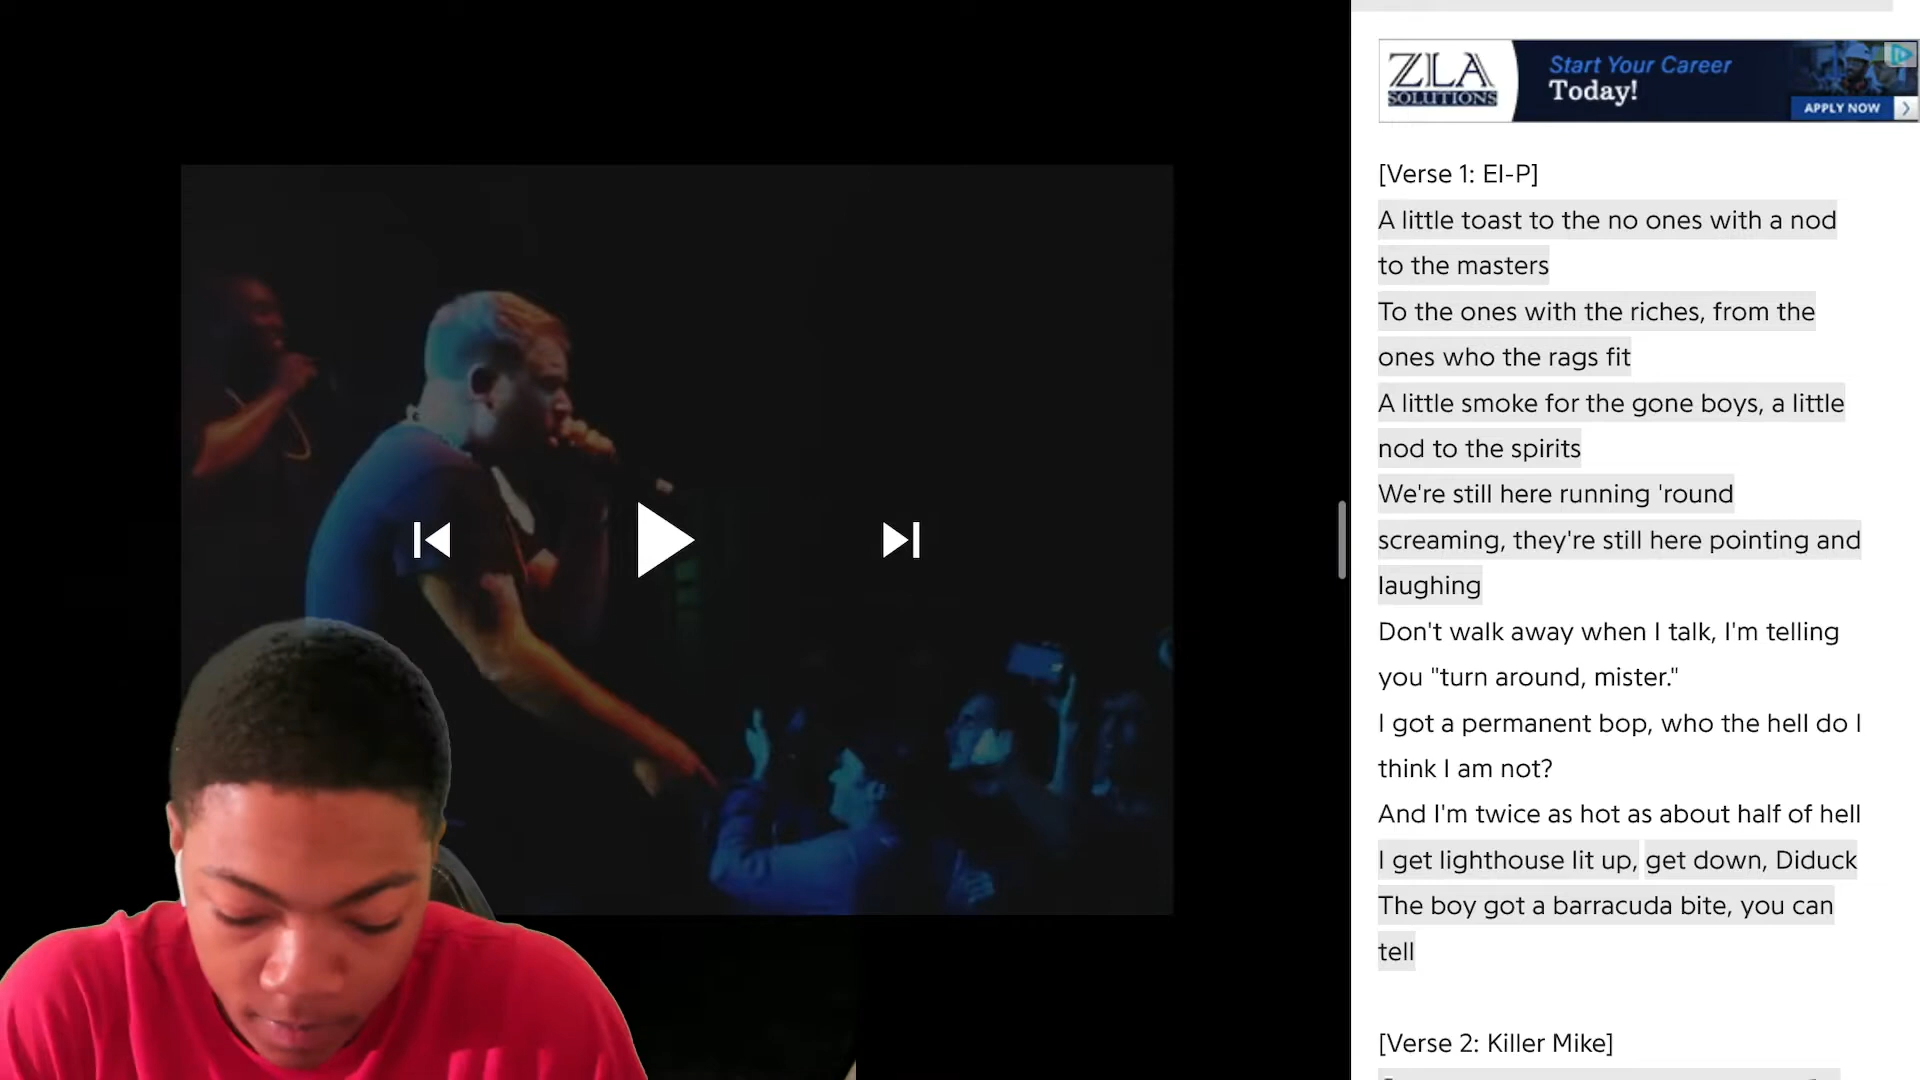 ZLA
SOLUTIONS
Start Your Career
Today!
APPLY NOW
[Verse 1: El-P]
A little toast to the no ones with a nod
to the masters
To the ones with the riches, from the
ones who the rags fit
A little smoke for the gone boys, a little
nod to the spirits
We're still here running 'round
screaming, they're still here pointing and
laughing
Don't walk away when I talk, I'm telling
you "turn around, mister."
I got a permanent bop, who the hell do I
think I am not?
And I'm twice as hot as about half of hell
I get lighthouse lit up, get down, Diduck
The boy got a barracuda bite, you can
tell
[Verse 2: Killer Mike]